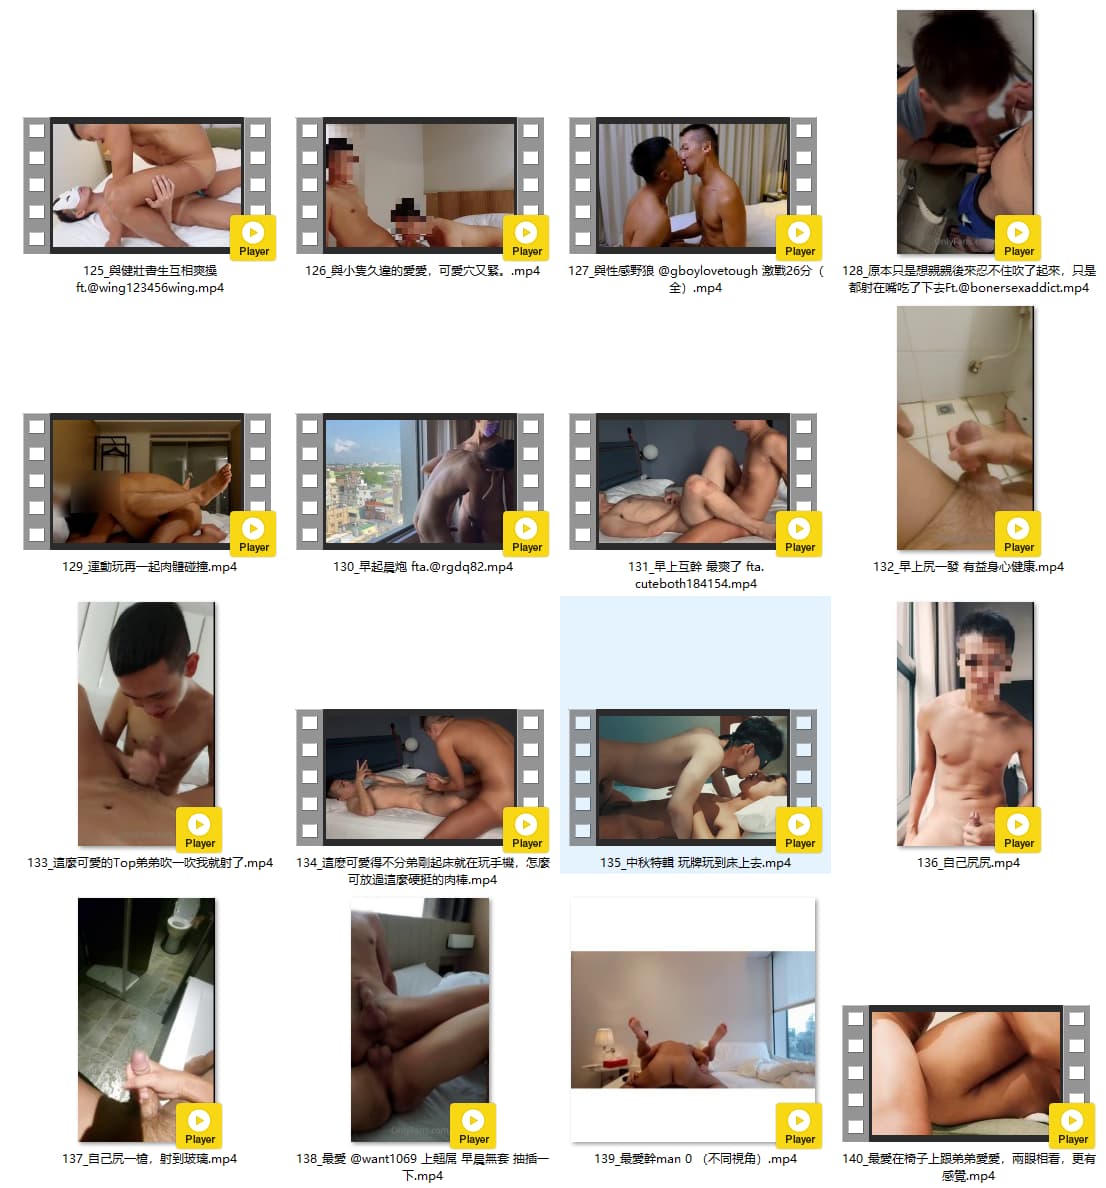 Player
Player
Player
OnlyFans
Player
125_與健壯書生互相爽操
ft.@wing123456wing.mp4
126_與小隻久違的愛愛，可愛穴又緊。.mp4
127_與性感野狼 @gboylovetough 激戰26分（
全）.mp4
128_原本只是想親親後來忍不住吹了起來，只是
都射在嘴吃了下去Ft.@bonersexaddict.mp4
Player
Player
Player
Player
129_運動玩再一起肉體碰撞.mp4
130_早起晨炮 fta.@rgdq82.mp4
131_早上互幹 最爽了 fta.
cuteboth184154.mp4
132_早上尻一發 有益身心健康.mp4
Player
Player
Player
Player
133_這麼可愛的Top弟弟吹一吹我就射了.mp4
134_這麼可愛得不分弟剛起床就在玩手機，怎麼
可放過這麼硬挺的肉棒.mp4
135_中秋特輯 玩牌玩到床上去.mp4
136_自己尻尻.mp4
Player
OnlyFans.com
Player
Player
Player
137_自己尻一槍，射到玻璃.mp4
138_最愛 @want1069 上翹屌 早晨無套 抽插一
下.mp4
139_最愛幹man 0 （不同視角）.mp4
140_最愛在椅子上跟弟弟愛愛，兩眼相看，更有
感覺.mp4